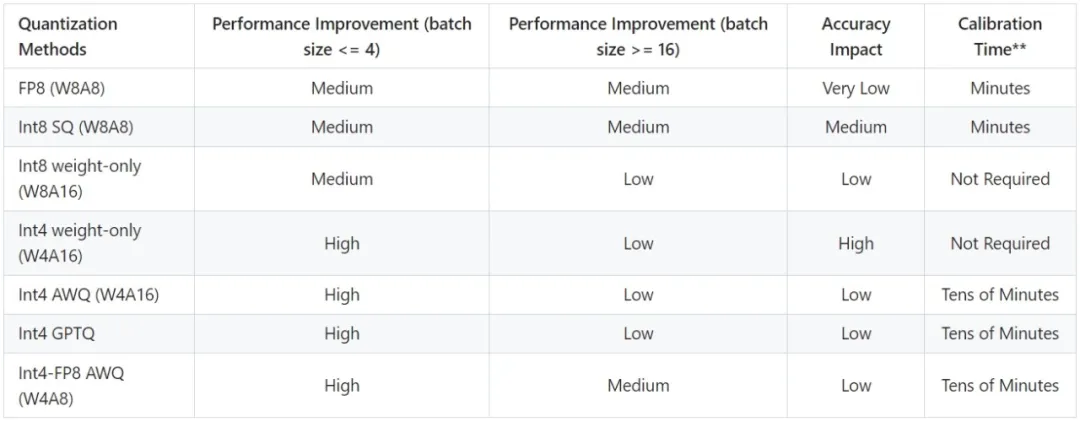 Quantization Methods | Performance Improvement (batch size <= 4) | Performance Improvement (batch size >= 16) | Accuracy Impact | Calibration Time**
FP8 (W8A8) | Medium | Medium | Very Low | Minutes
Int8 SQ (W8A8) | Medium | Medium | Medium | Minutes
Int8 weight-only (W8A16) | Medium | Low | Low | Not Required
Int4 weight-only (W4A16) | High | Low | High | Not Required
Int4 AWQ (W4A16) | High | Low | Low | Tens of Minutes
Int4 GPTQ | High | Low | Low | Tens of Minutes
Int4-FP8 AWQ (W4A8) | High | Medium | Low | Tens of Minutes